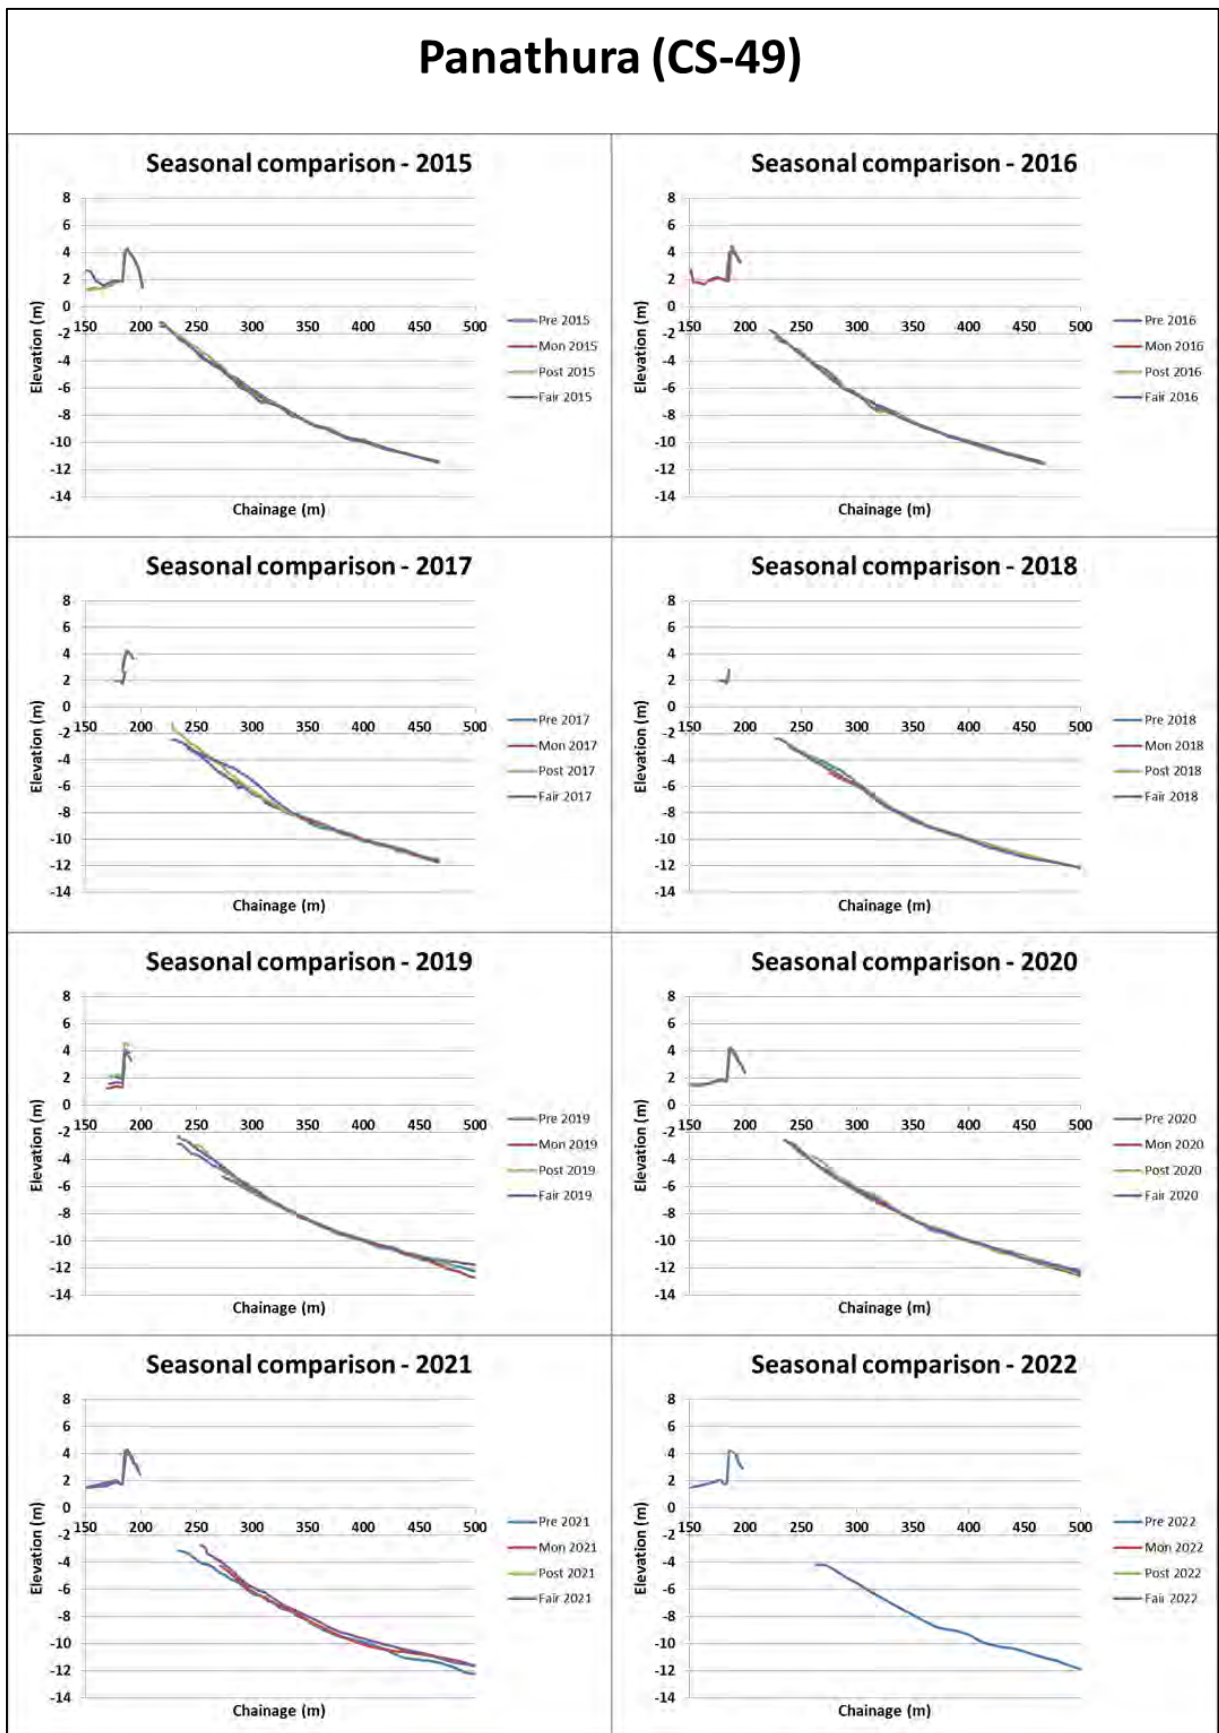 Panathura (CS-49)
Seasonal comparison - 2015
8
6
4
2
0
-2
-4
-6
-8
-10
-12
-14
150 200 250 300 350 400 450 500
Elevation (m)
Chainage (m)
Pre 2015
Mon 2015
Post 2015
Fair 2015
Seasonal comparison - 2016
8
6
4
2
0
-2
-4
-6
-8
-10
-12
-14
150 200 250 300 350 400 450 500
Elevation (m)
Chainage (m)
Pre 2016
Mon 2016
Post 2016
Fair 2016
Seasonal comparison - 2017
8
6
4
2
0
-2
-4
-6
-8
-10
-12
-14
150 200 250 300 350 400 450 500
Elevation (m)
Chainage (m)
Pre 2017
Mon 2017
Post 2017
Fair 2017
Seasonal comparison - 2018
8
6
4
2
0
-2
-4
-6
-8
-10
-12
-14
150 200 250 300 350 400 450 500
Elevation (m)
Chainage (m)
Pre 2018
Mon 2018
Post 2018
Fair 2018
Seasonal comparison - 2019
8
6
4
2
0
-2
-4
-6
-8
-10
-12
-14
150 200 250 300 350 400 450 500
Elevation (m)
Chainage (m)
Pre 2019
Mon 2019
Post 2019
Fair 2019
Seasonal comparison - 2020
8
6
4
2
0
-2
-4
-6
-8
-10
-12
-14
150 200 250 300 350 400 450 500
Elevation (m)
Chainage (m)
Pre 2020
Mon 2020
Post 2020
Fair 2020
Seasonal comparison - 2021
8
6
4
2
0
-2
-4
-6
-8
-10
-12
-14
150 200 250 300 350 400 450 500
Elevation (m)
Chainage (m)
Pre 2021
Mon 2021
Post 2021
Fair 2021
Seasonal comparison - 2022
8
6
4
2
0
-2
-4
-6
-8
-10
-12
-14
150 200 250 300 350 400 450 500
Elevation (m)
Chainage (m)
Pre 2022
Mon 2022
Post 2022
Fair 2022